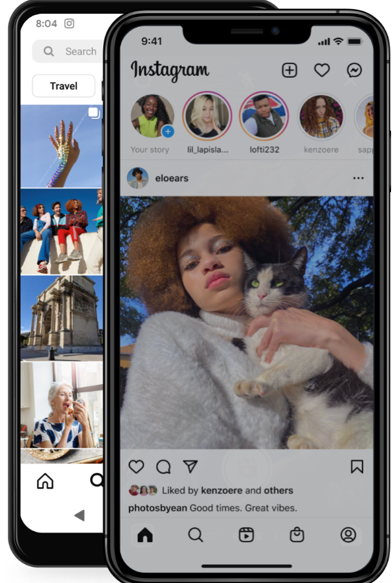 8:04
Search
Travel
9:41
Instagram
Your story
lil_lapisla...
lofti232
kenzoere
sapp
eloears
Liked by kenzoere and others
photosbyean Good times. Great vibes.